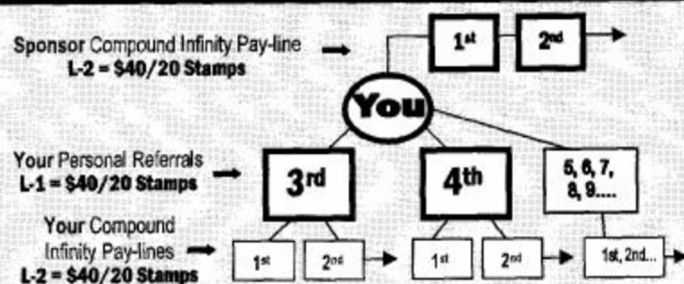 Sponsor Compound Infinity Pay-line
L-2 = $40/20 Stamps
1st
2nd
You
Your Personal Referrals
L-1 = $40/20 Stamps
3rd
4th
5, 6, 7,
8, 9....
Your Compound
Infinity Pay-lines
L-2 = $40/20 Stamps
1st
2nd
1st
2nd
1st, 2nd...